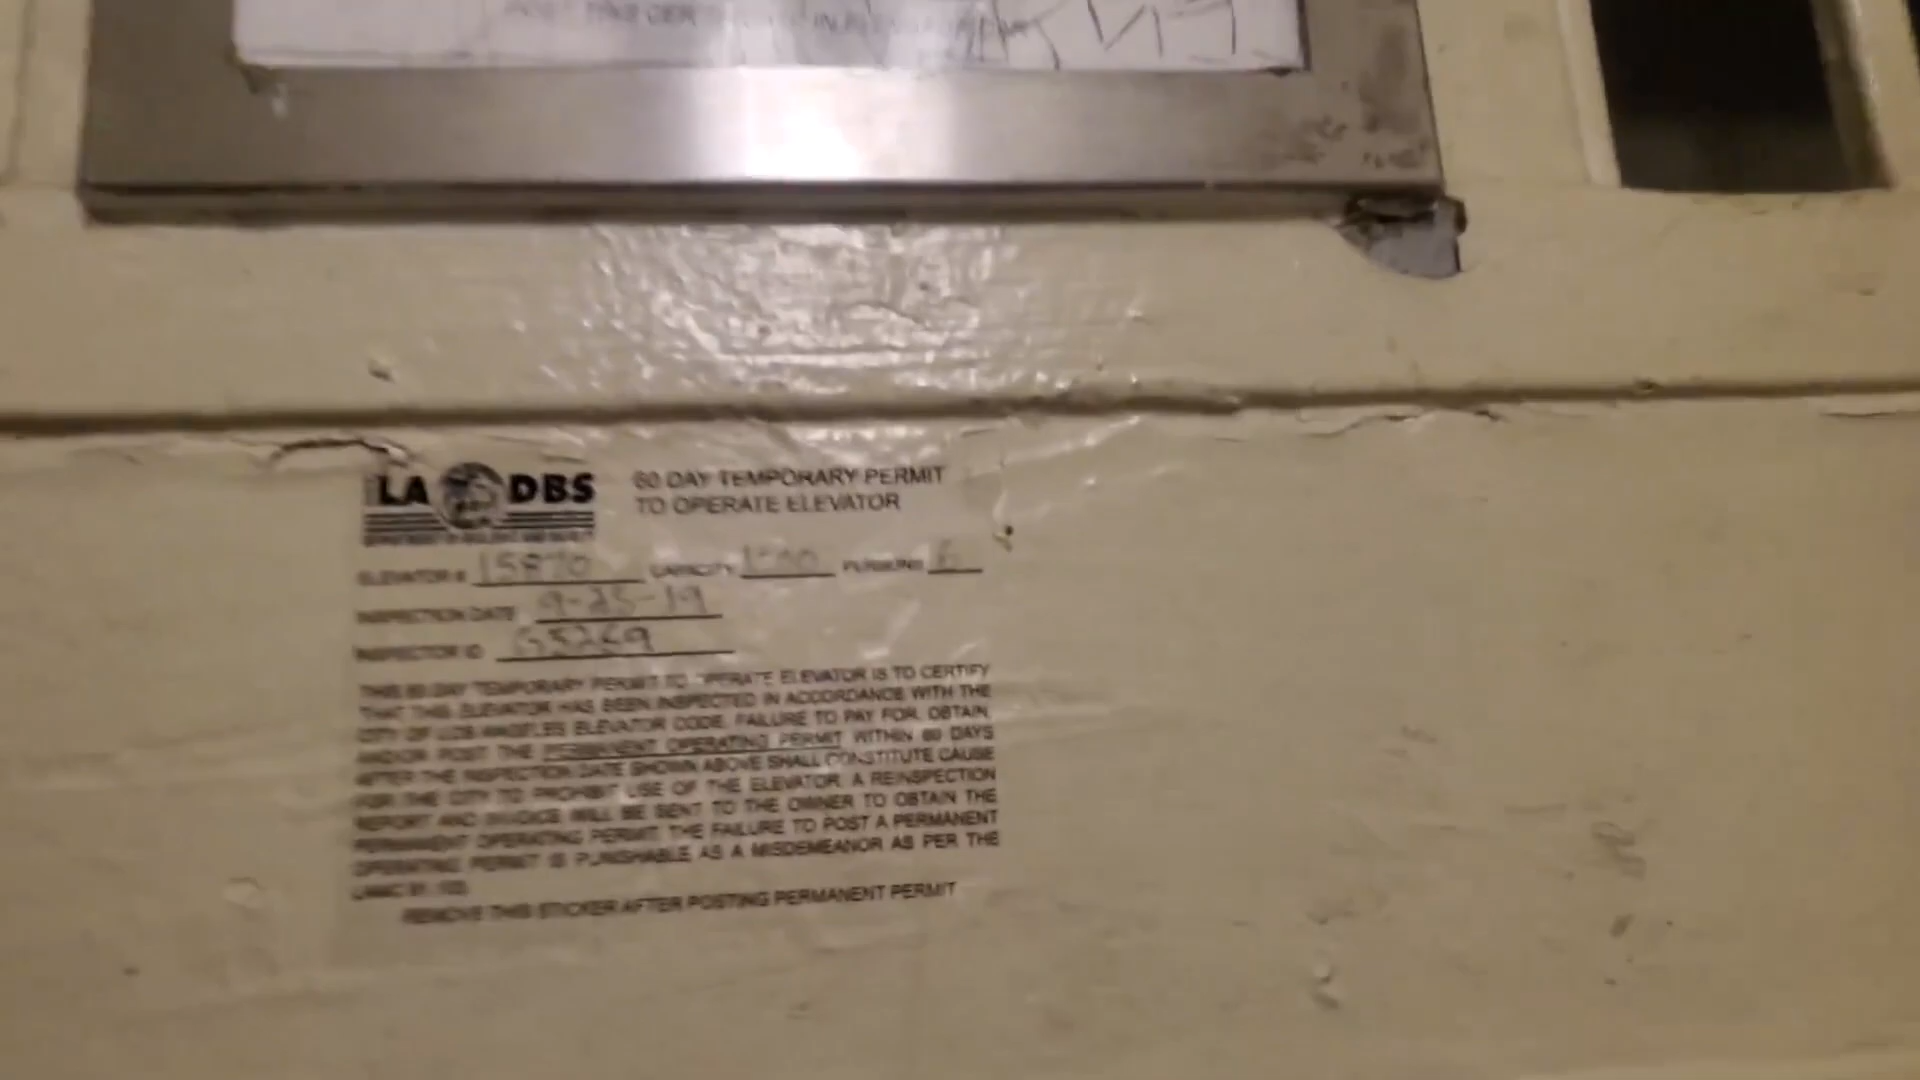 LA DBS
60 DAY TEMPORARY PERMIT
TO OPERATE ELEVATOR
ELEVATOR # 15870 CAPACITY PERSONS 6
INSPECTION DATE 9-25-19
INSPECTOR ID G5269
THIS 60 DAY TEMPORARY PERMIT TO OPERATE ELEVATOR IS TO CERTIFY
THAT THIS ELEVATOR HAS BEEN INSPECTED IN ACCORDANCE WITH THE
CITY OF LOS ANGELES ELEVATOR CODE. FAILURE TO PAY FOR, OBTAIN,
AND/OR POST THE PERMANENT OPERATING PERMIT WITHIN 60 DAYS
AFTER THE INSPECTION DATE SHOWN ABOVE SHALL CONSTITUTE CAUSE
FOR THE CITY TO PROHIBIT USE OF THE ELEVATOR. A REINSPECTION
REPORT AND INVOICE WILL BE SENT TO THE OWNER TO OBTAIN THE
PERMANENT OPERATING PERMIT. THE FAILURE TO POST A PERMANENT
OPERATING PERMIT IS PUNISHABLE AS A MISDEMEANOR AS PER THE
LAMC
REMOVE THIS STICKER AFTER POSTING PERMANENT PERMIT